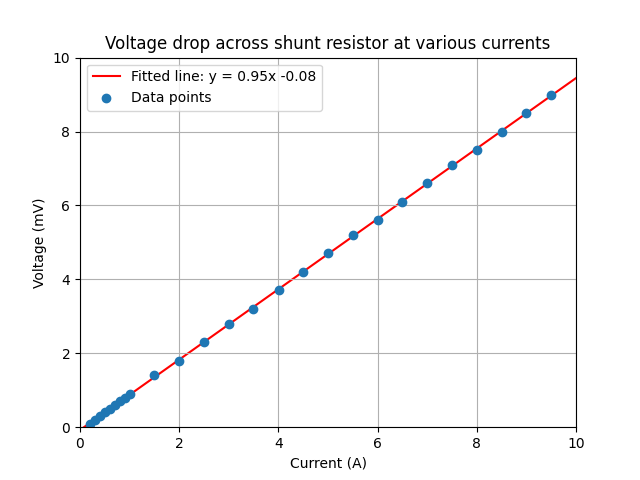 Voltage drop across shunt resistor at various currents
Fitted line: y = 0.95x -0.08
Data points
Voltage (mV)
10
8
6
4
2
0
0 2 4 6 8 10
Current (A)